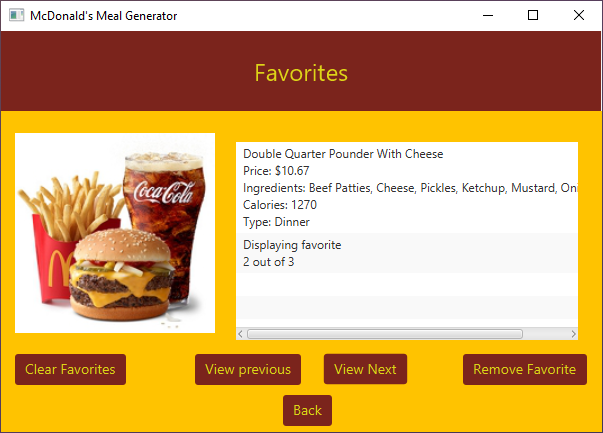 McDonald's Meal Generator
Favorites
Coca-Cola
Double Quarter Pounder With Cheese
Price: $10.67
Ingredients: Beef Patties, Cheese, Pickles, Ketchup, Mustard,
Calories: 1270
Type: Dinner
Displaying favorite
2 out of 3
Clear Favorites
View previous
View Next
Remove Favorite
Back